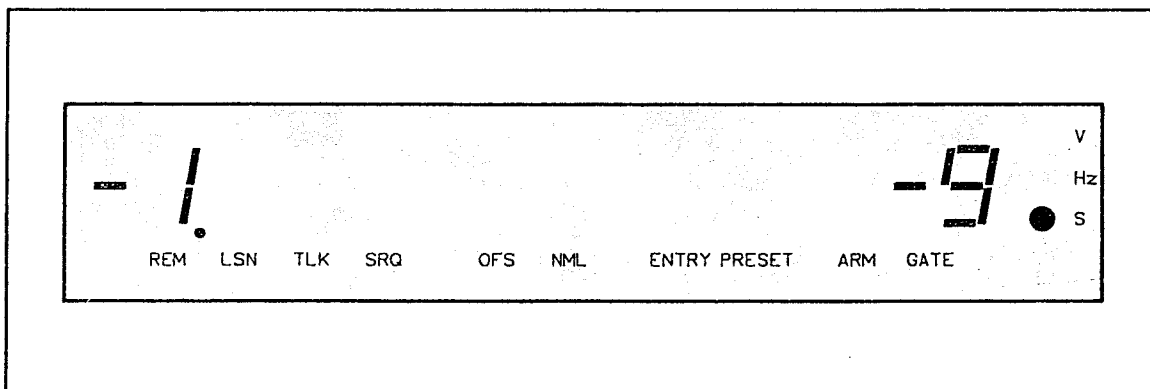 V
-1. -9 Hz
S
REM LSN TLK SRQ OFS NML ENTRY PRESET ARM GATE